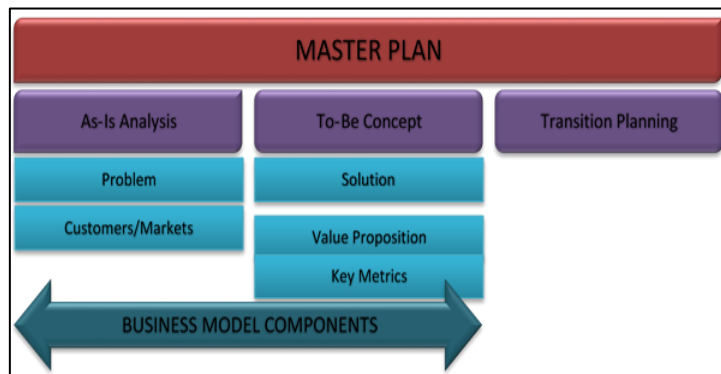 MASTER PLAN
As-Is Analysis
To-Be Concept
Transition Planning
Problem
Solution
Customers/Markets
Value Proposition
Key Metrics
BUSINESS MODEL COMPONENTS